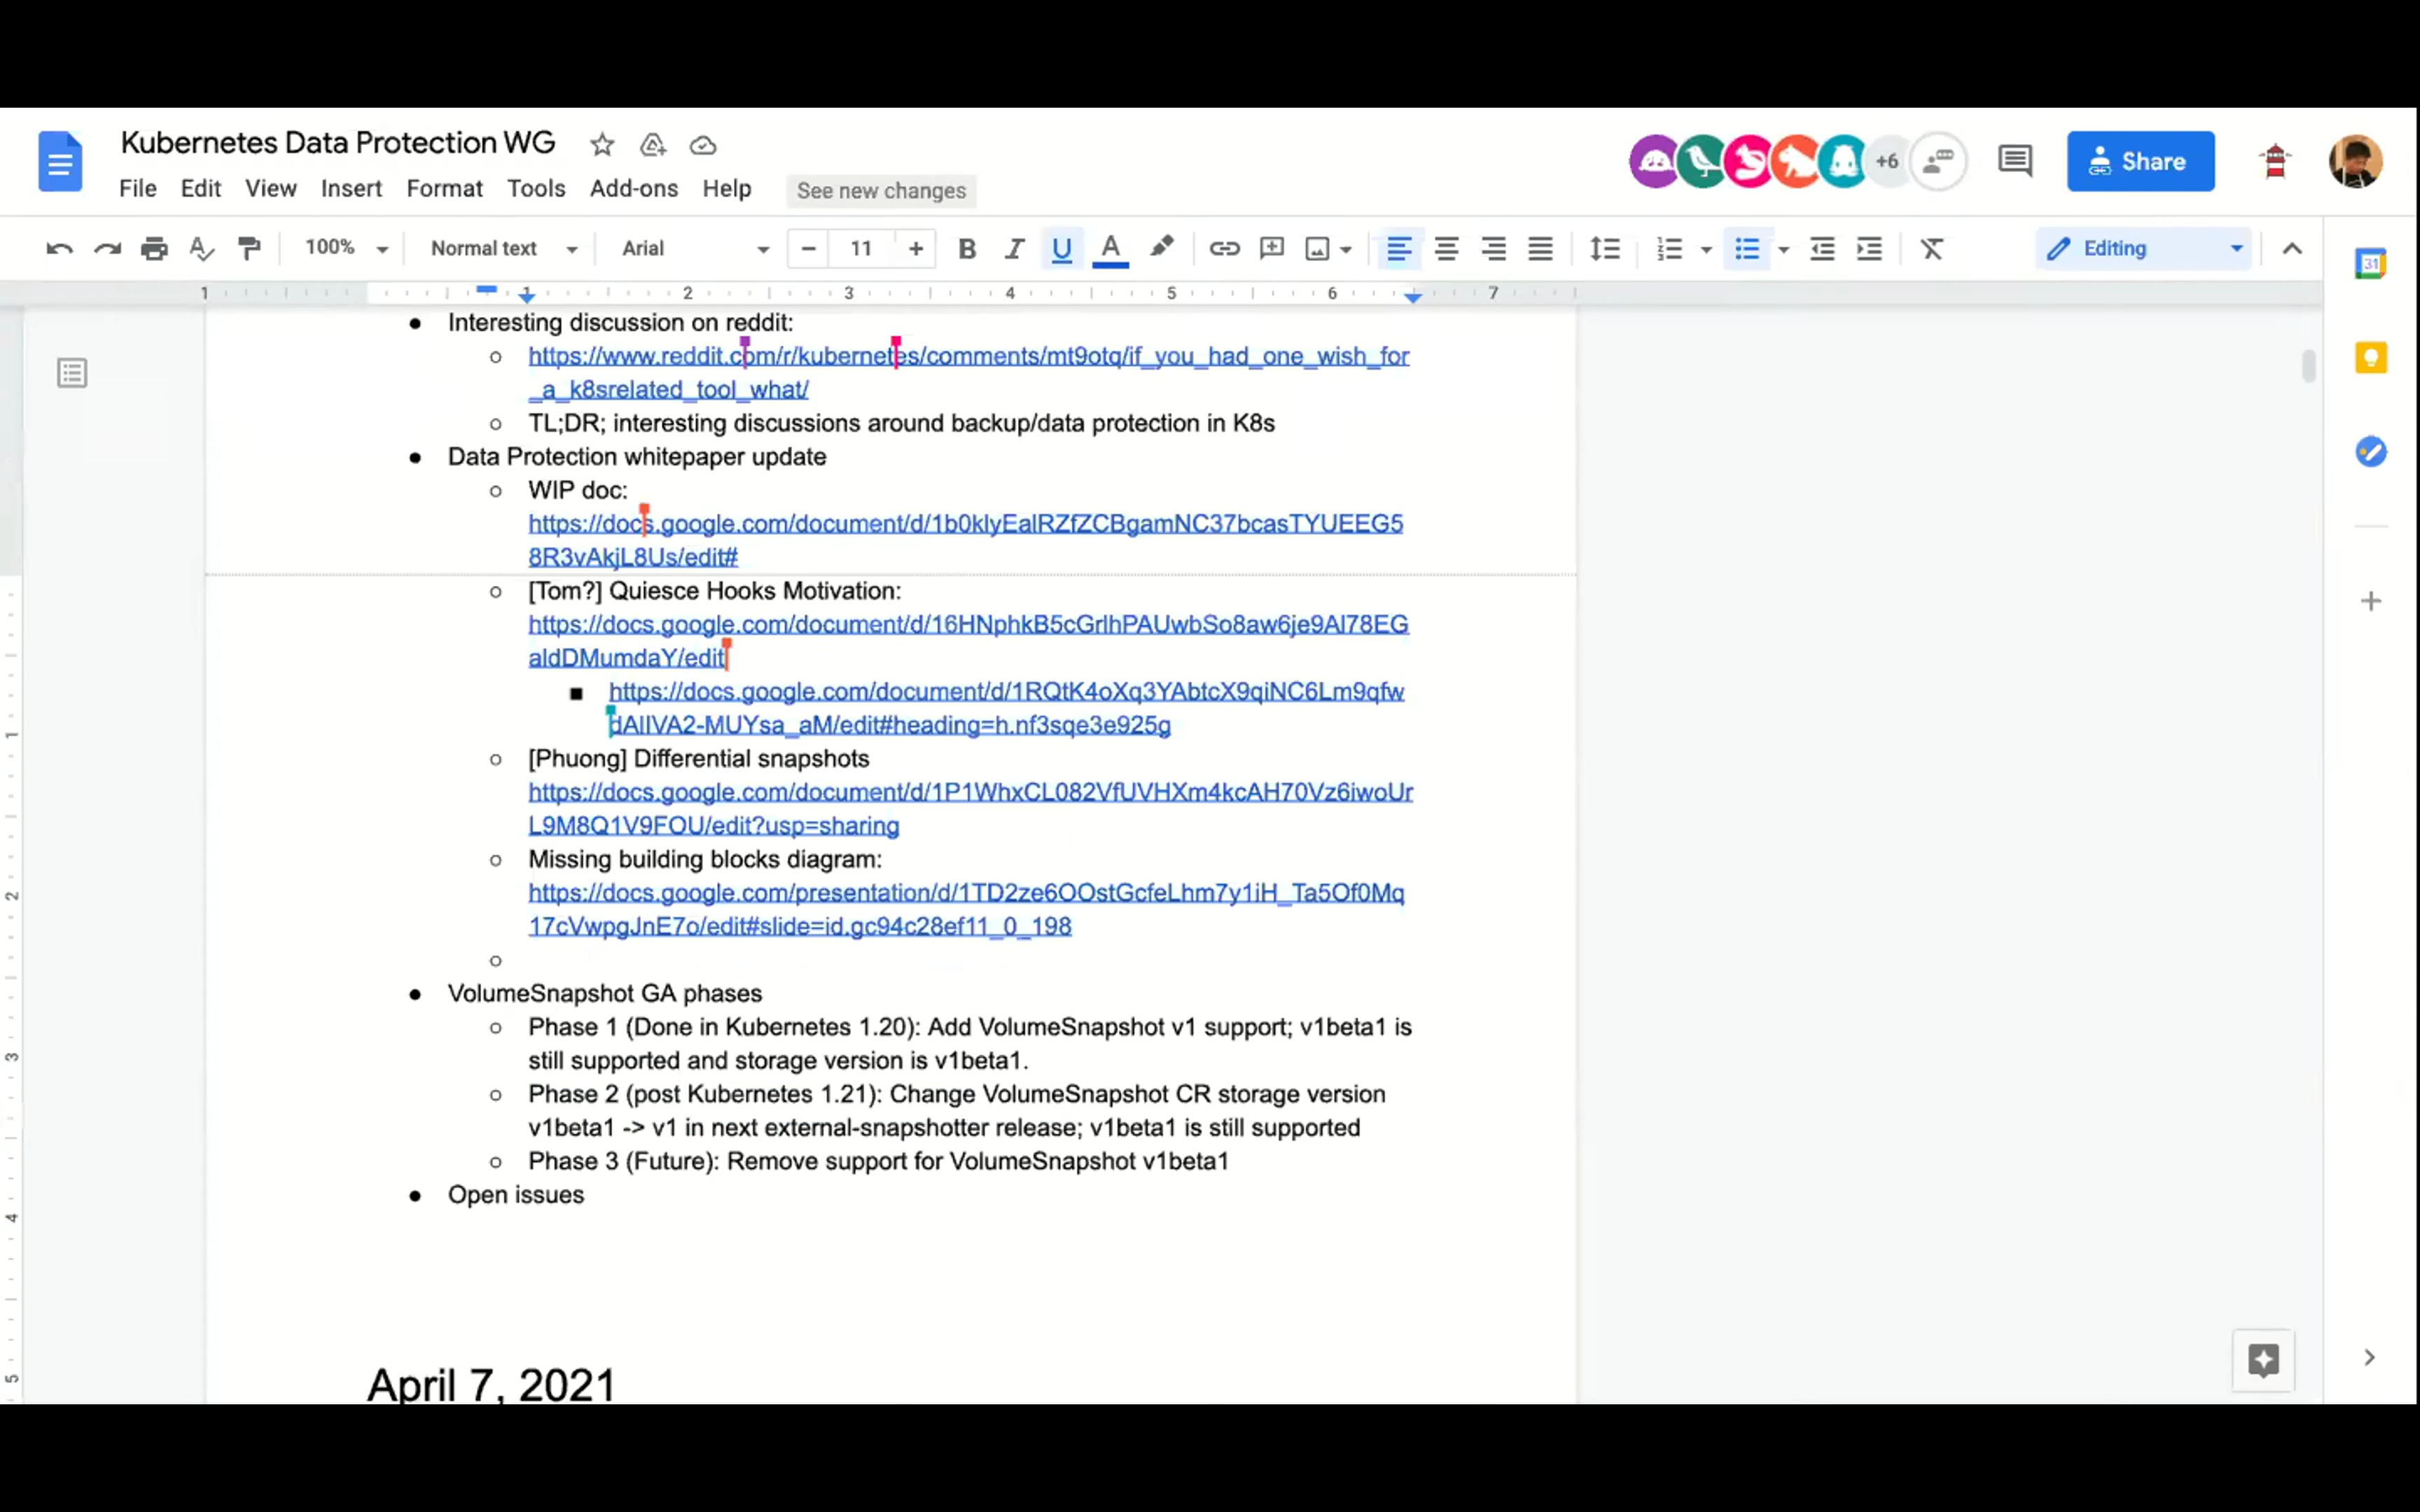 Kubernetes Data Protection WG
File Edit View Insert Format Tools Add-ons Help See new changes
+6
Share
100% Normal text Arial 11 Editing
31
1 1 2 3 4 5 6 7
Interesting discussion on reddit:
https://www.reddit.com/r/kubernetes/comments/mt9otq/if_you_had_one_wish_for
_a_k8srelated_tool_what/
TL;DR; interesting discussions around backup/data protection in K8s
Data Protection whitepaper update
WIP doc:
https://docs.google.com/document/d/1b0klyEalRZfZCBgamNC37bcasTYUEEG5
8R3vAkjL8Us/edit#
[Tom?] Quiesce Hooks Motivation:
https://docs.google.com/document/d/16HNphkB5cGrlhPAUwbSo8aw6je9Al78EG
aldDMumdaY/edit
https://docs.google.com/document/d/1RQtK4oXq3YAbtcX9qiNC6Lm9qfw
dAIIVA2-MUYsa_aM/edit#heading=h.nf3sqe3e925g
[Phuong] Differential snapshots
https://docs.google.com/document/d/1P1WhxCL082VfUVHXm4kcAH70Vz6iwoUr
L9M8Q1V9FOU/edit?usp=sharing
Missing building blocks diagram:
https://docs.google.com/presentation/d/1TD2ze6OOstGcfeLhm7y1iH_Ta5Of0Mq
17cVwpgJnE7o/edit#slide=id.gc94c28ef11_0_198
VolumeSnapshot GA phases
Phase 1 (Done in Kubernetes 1.20): Add VolumeSnapshot v1 support; v1beta1 is
still supported and storage version is v1beta1.
Phase 2 (post Kubernetes 1.21): Change VolumeSnapshot CR storage version
v1beta1 -> v1 in next external-snapshotter release; v1beta1 is still supported
Phase 3 (Future): Remove support for VolumeSnapshot v1beta1
Open issues
April 7, 2021
1
2
3
4
5